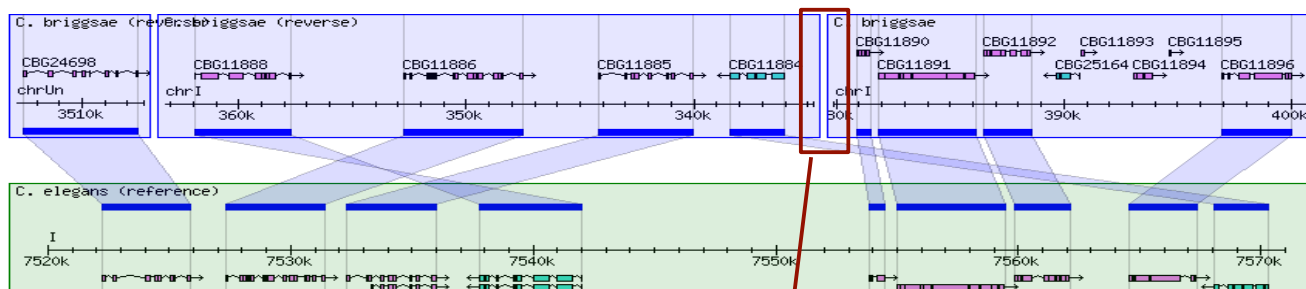 C. briggsae (reverse)
C. briggsae (reverse)
C. briggsae
CBG24698
CBG11888
CBG11886
CBG11885
CBG11884
CBG11890
CBG11892
CBG11893
CBG11895
CBG11891
CBG25164
CBG11894
CBG11896
chrUn
chrI
chrI
3510k
360k
350k
340k
80k
390k
400k
C. elegans (reference)
I
7520k
7530k
7540k
7550k
7560k
7570k